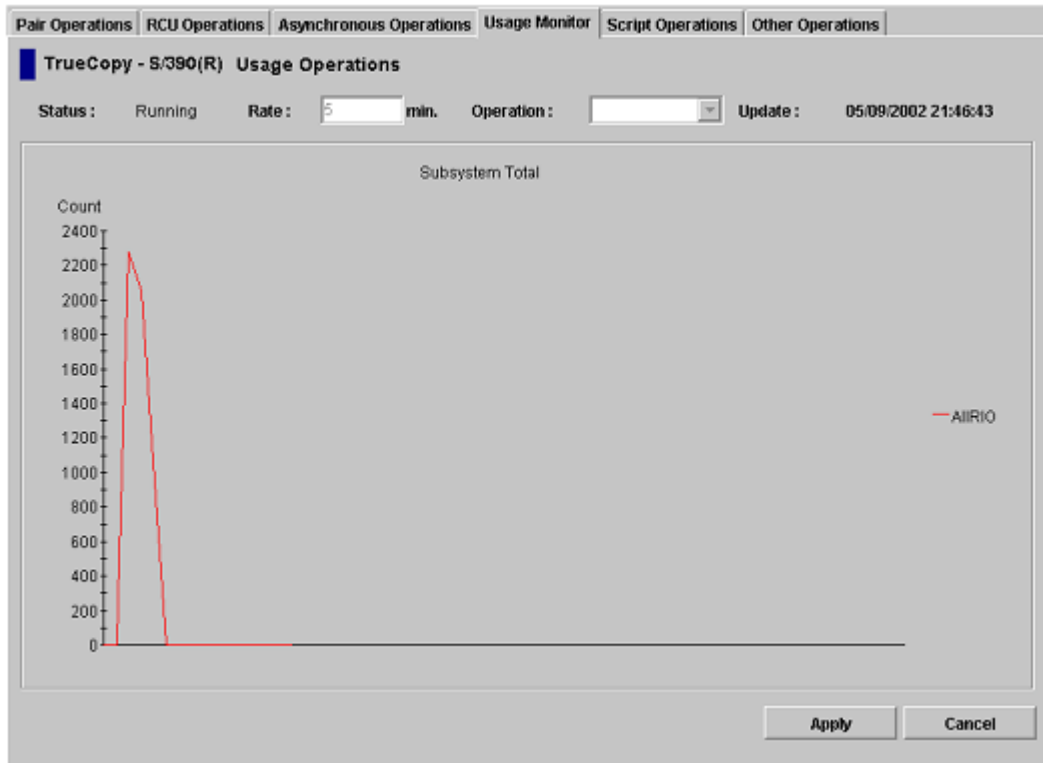 Pair Operations RCU Operations Asynchronous Operations Usage Monitor Script Operations Other Operations
TrueCopy - S/390(R) Usage Operations
Status : Running Rate : 5 min. Operation : Update : 05/09/2002 21:46:43
Subsystem Total
Count
2400
2200
2000
1800
1600
1400
1200
1000
800
600
400
200
0
AllRIO
Apply Cancel